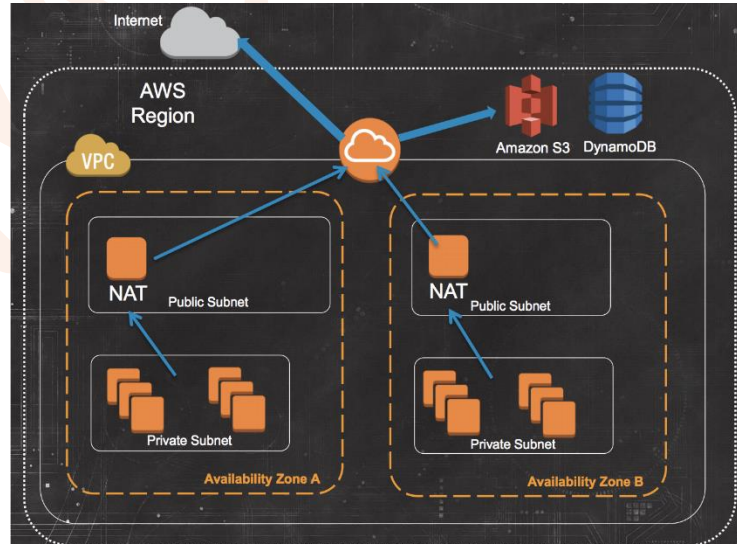 Internet
AWS
Region
Amazon S3
DynamoDB
VPC
NAT
Public Subnet
Private Subnet
Availability Zone A
NAT
Public Subnet
Private Subnet
Availability Zone B